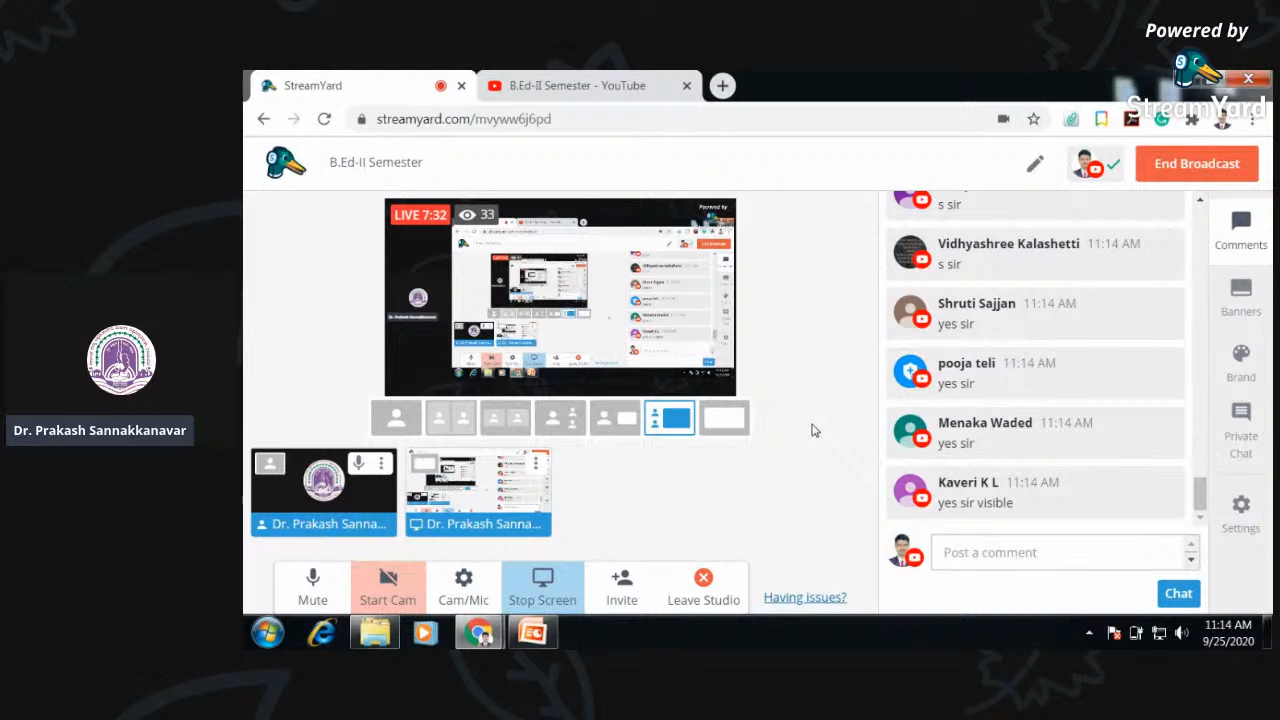 Powered by
StreamYard
StreamYard
B.Ed-II Semester - YouTube
streamyard.com/mvyww6j6pd
B.Ed-II Semester
End Broadcast
LIVE 7:32
33
Powered by
s sir
Vidhyashree Kalashetti 11:14 AM
s sir
Shruti Sajjan 11:14 AM
yes sir
pooja teli 11:14 AM
yes sir
Menaka Waded 11:14 AM
yes sir
Kaveri K L 11:14 AM
yes sir visible
Post a comment
Chat
Comments
Banners
Brand
Private
Chat
Settings
Dr. Prakash Sannakkanavar
Dr. Prakash Sanna...
Dr. Prakash Sanna...
Mute
Start Cam
Cam/Mic
Stop Screen
Invite
Leave Studio
Having issues?
11:14 AM
9/25/2020